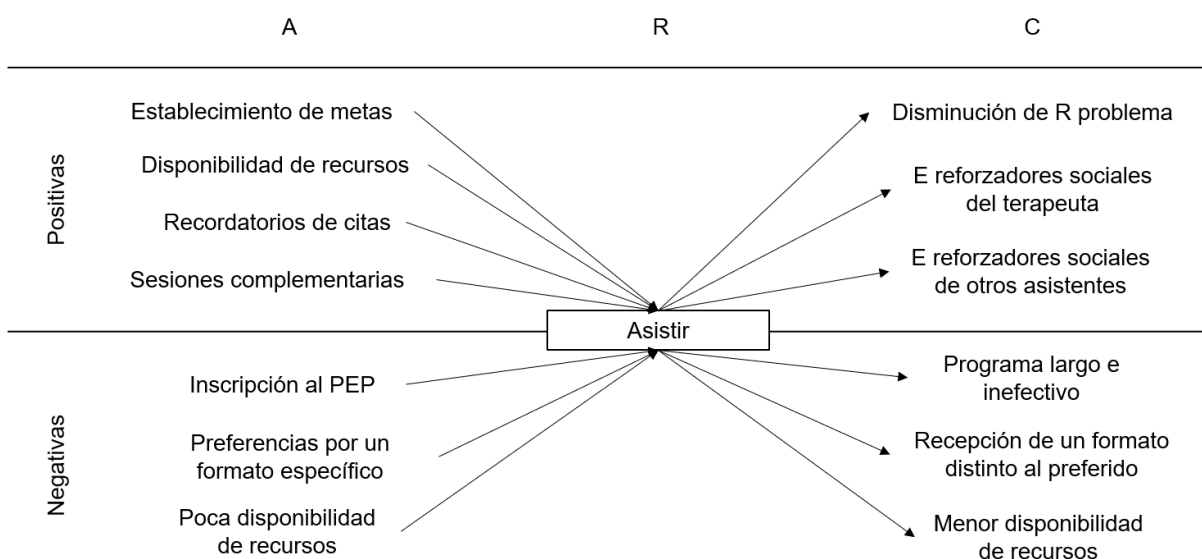 A
R
C
Positivas
Establecimiento de metas
Disponibilidad de recursos
Recordatorios de citas
Sesiones complementarias
Disminución de R problema
E reforzadores sociales
del terapeuta
E reforzadores sociales
de otros asistentes
Asistir
Negativas
Inscripción al PEP
Preferencias por un
formato específico
Poca disponibilidad
de recursos
Programa largo e
inefectivo
Recepción de un formato
distinto al preferido
Menor disponibilidad
de recursos